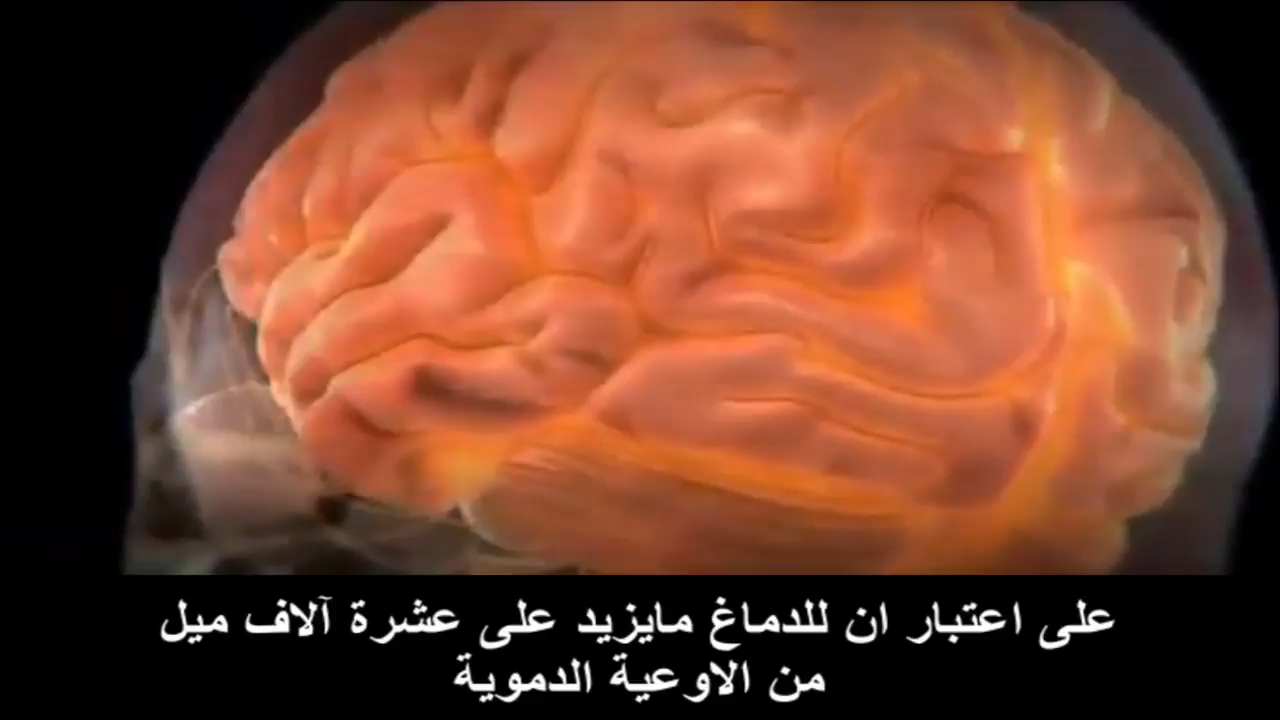 على اعتبار ان للدماغ مايزيد على عشرة آلاف ميل
من الاوعية الدموية